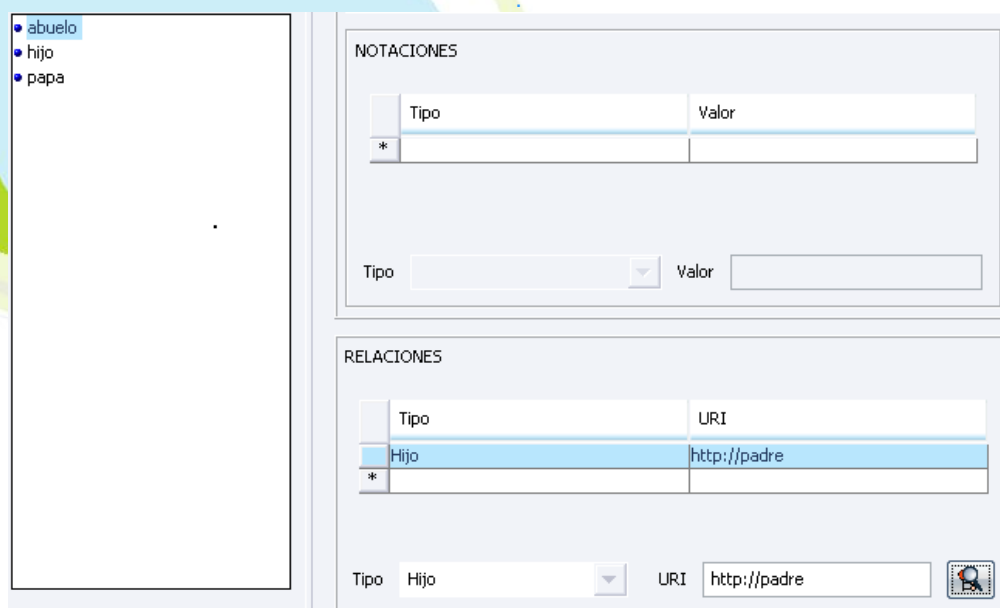 abuelo
hijo
papa
NOTACIONES
Tipo Valor
*
Tipo Valor
RELACIONES
Tipo URI
Hijo http://padre
*
Tipo Hijo URI http://padre